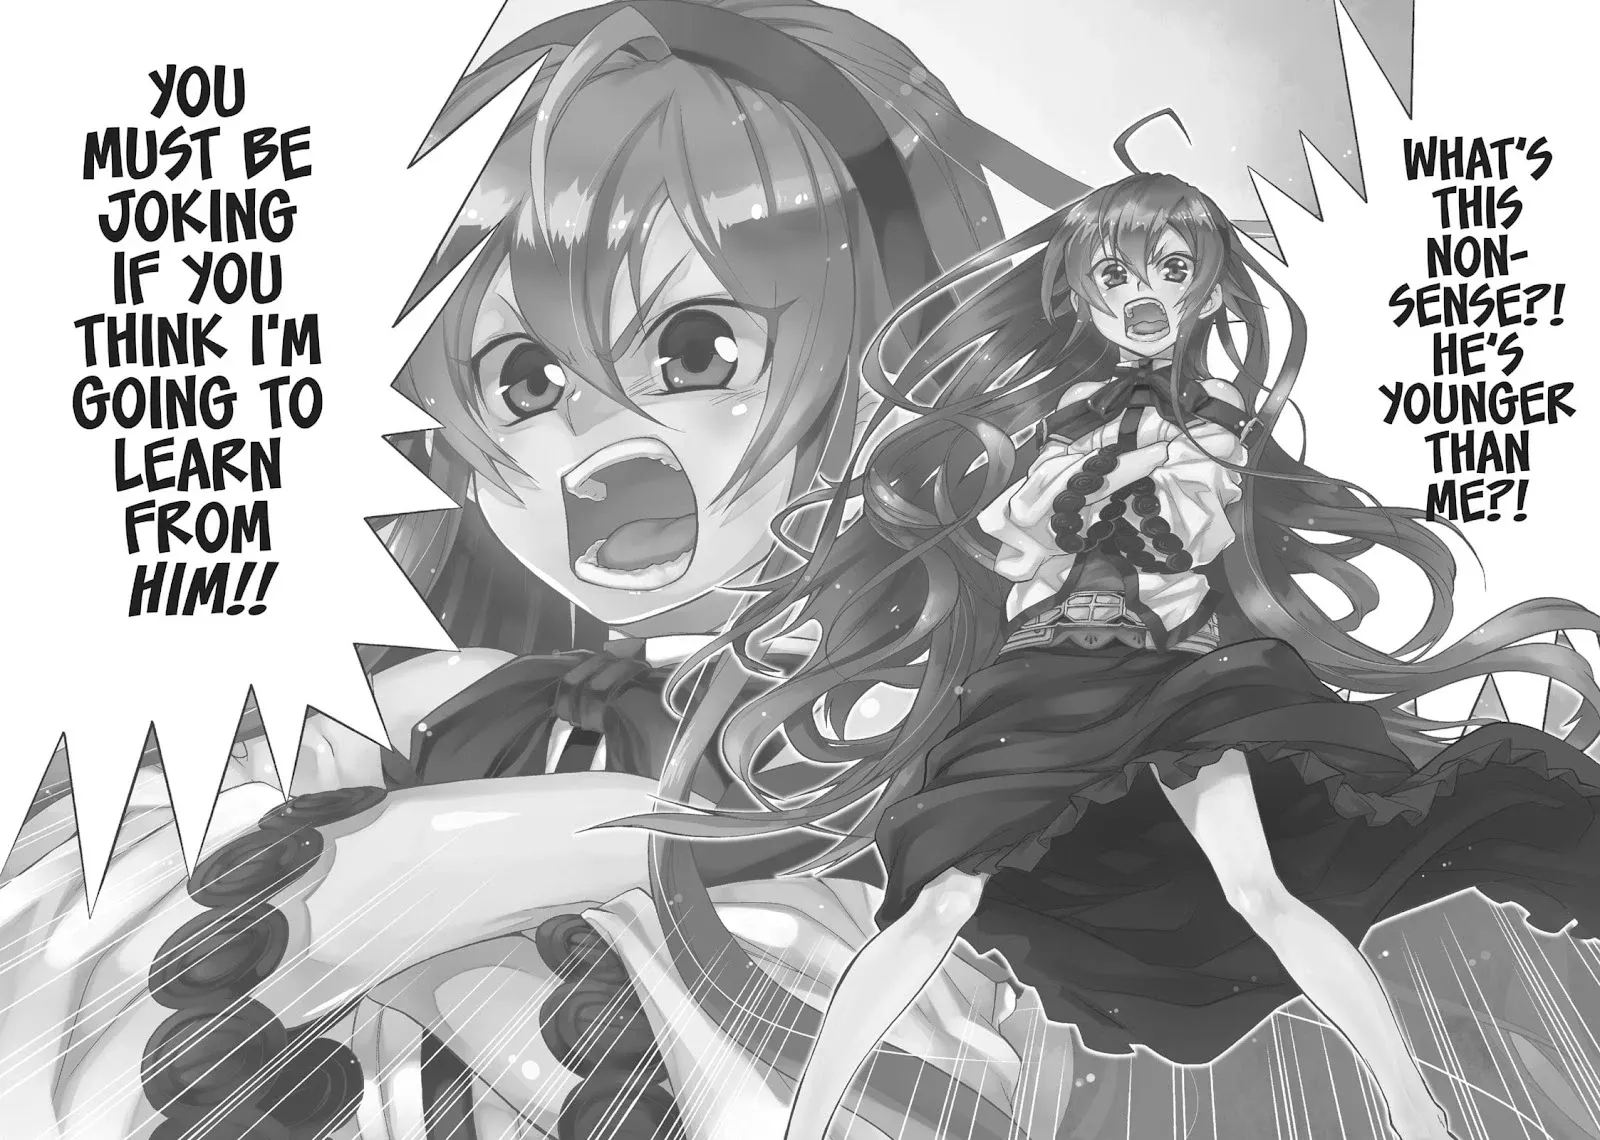 WHAT'S
THIS
NON-
SENSE?!
HE'S
YOUNGER
THAN
ME?!
YOU
MUST BE
JOKING
IF YOU
THINK I'M
GOING TO
LEARN
FROM
HIM!!